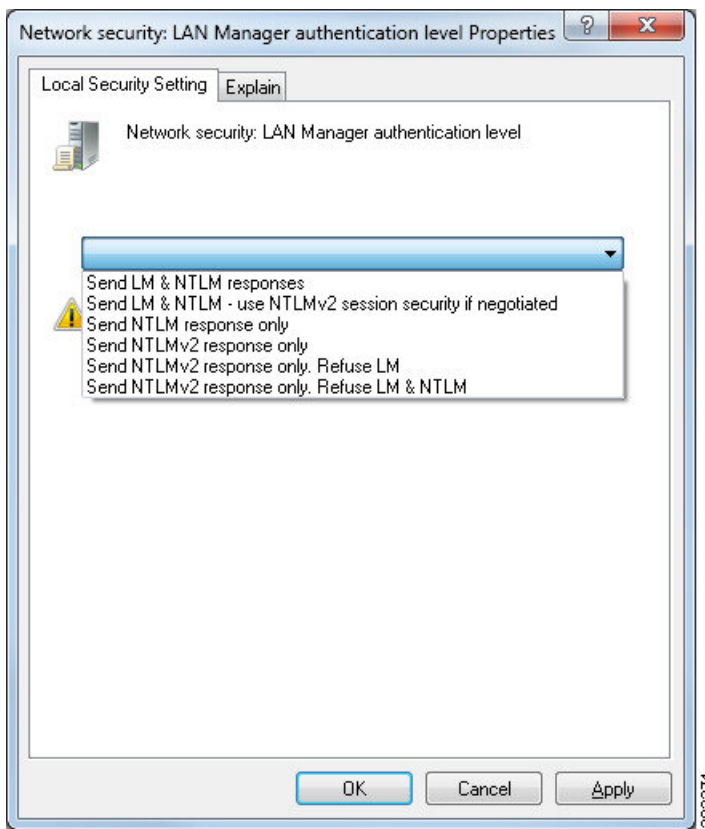 Network security: LAN Manager authentication level Properties
Local Security Setting
Explain
Network security: LAN Manager authentication level
Send LM & NTLM responses
Send LM & NTLM - use NTLMv2 session security if negotiated
Send NTLM response only
Send NTLMv2 response only
Send NTLMv2 response only. Refuse LM
Send NTLMv2 response only. Refuse LM & NTLM
OK
Cancel
Apply